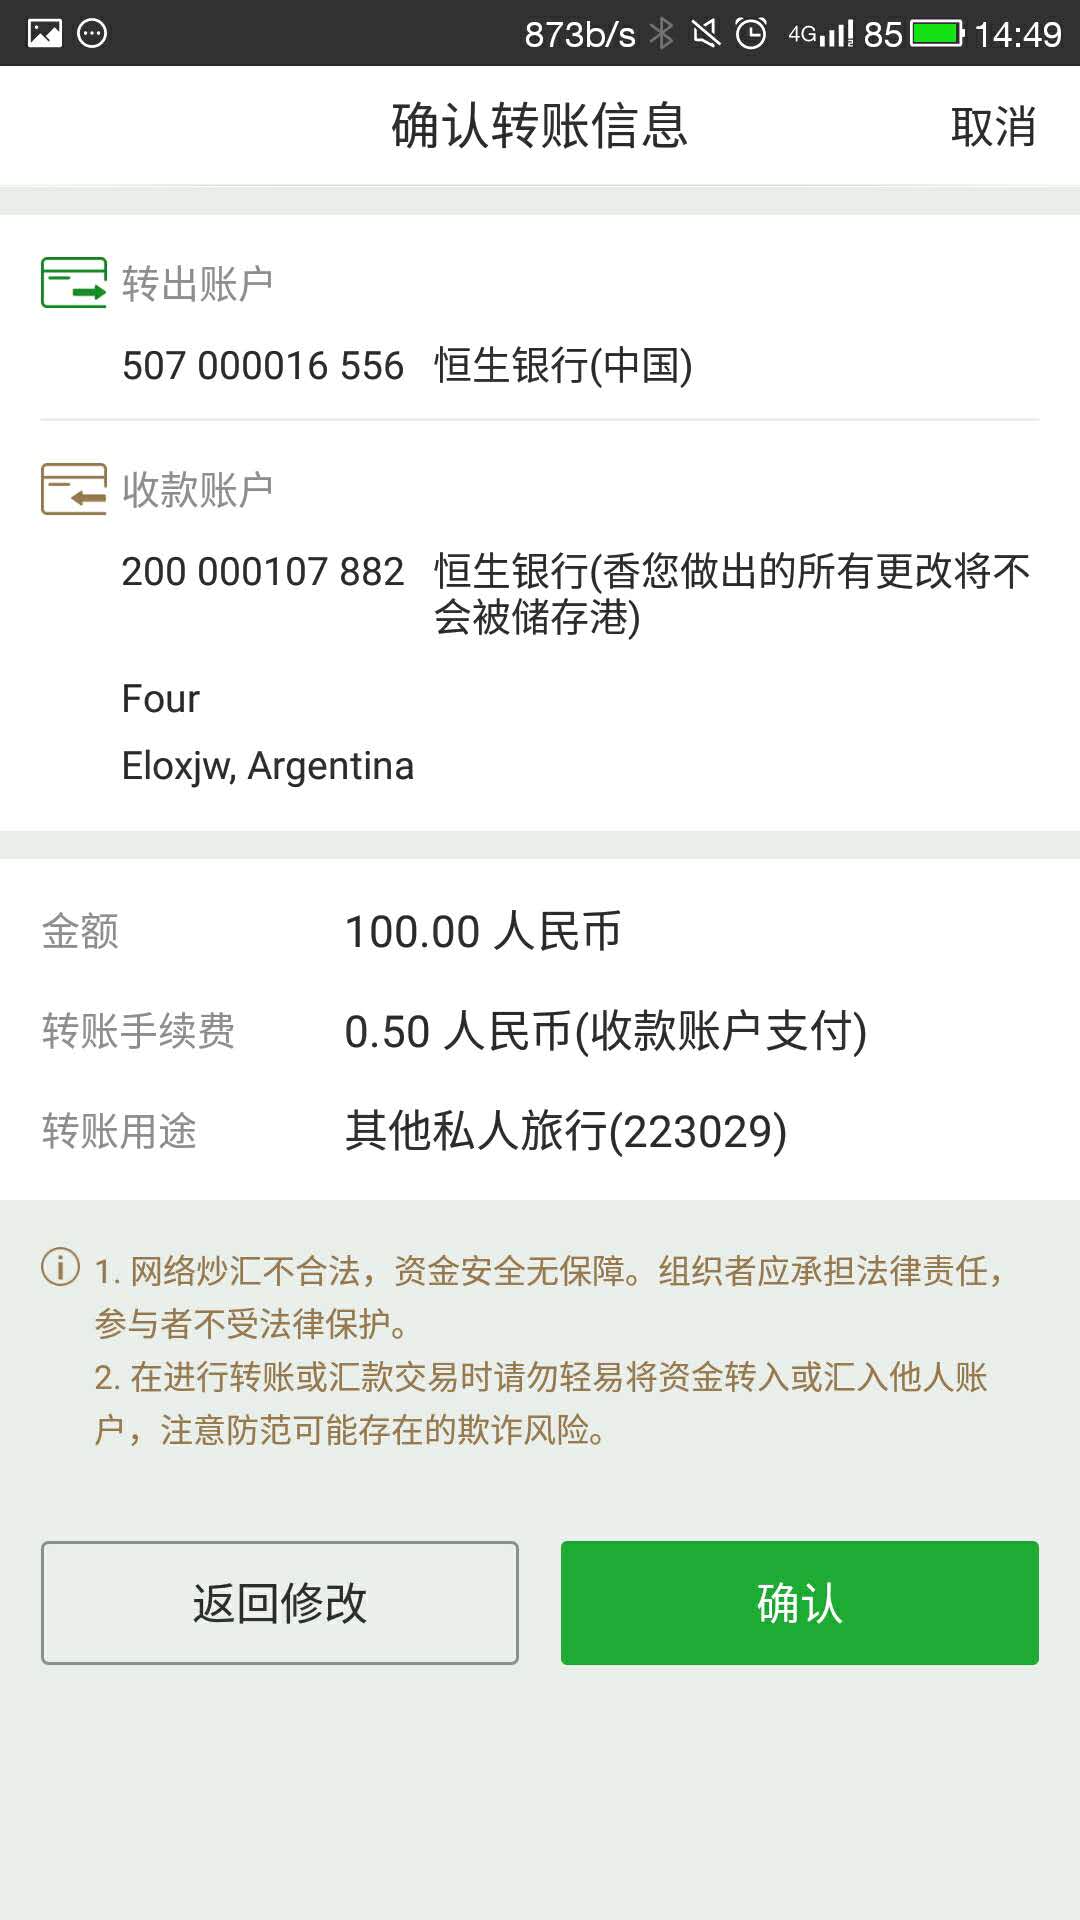 873b/s 4G 85 14:49
确认转账信息 取消
转出账户
507 000016 556 恒生银行(中国)
收款账户
200 000107 882 恒生银行(香您做出的所有更改将不
会被储存港)
Four
Eloxjw, Argentina
金额 100.00 人民币
转账手续费 0.50 人民币(收款账户支付)
转账用途 其他私人旅行(223029)
1. 网络炒汇不合法，资金安全无保障。组织者应承担法律责任，
参与者不受法律保护。
2. 在进行转账或汇款交易时请勿轻易将资金转入或汇入他人账
户，注意防范可能存在的欺诈风险。
返回修改 确认